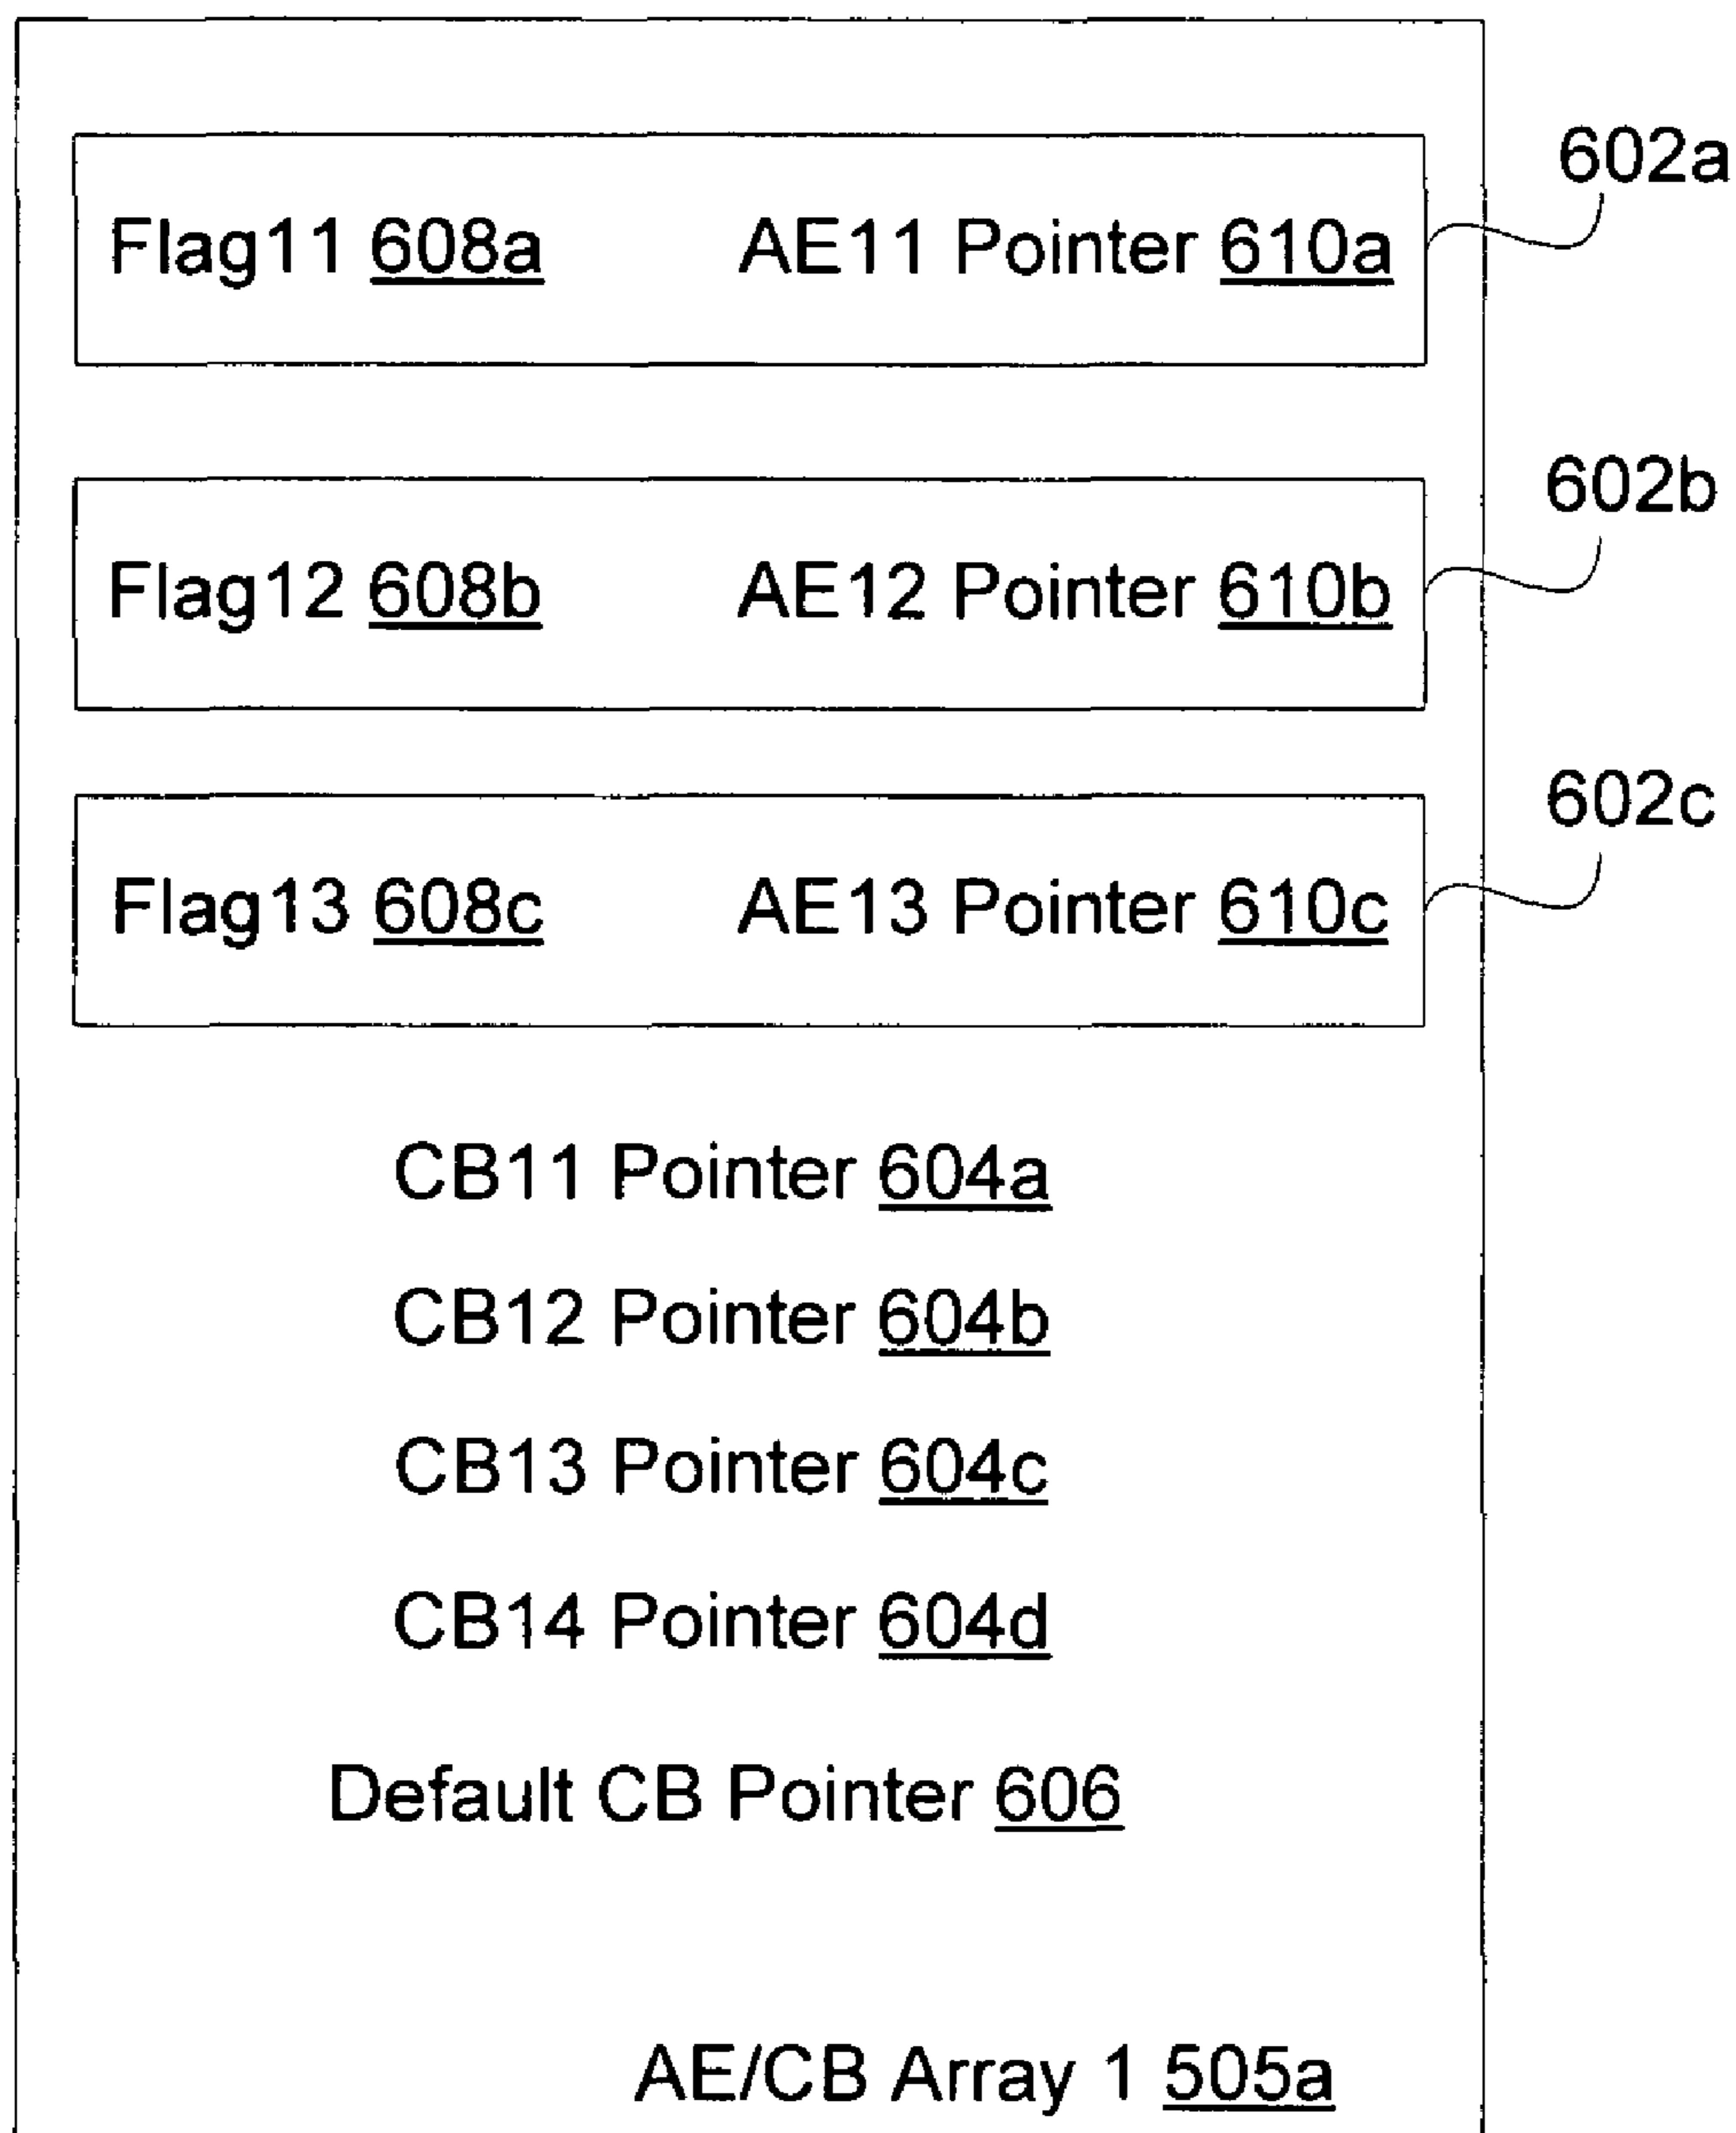 602a
Flag11 608a AE11 Pointer 610a
602b
Flag12 608b AE12 Pointer 610b
602c
Flag13 608c AE13 Pointer 610c
CB11 Pointer 604a
CB12 Pointer 604b
CB13 Pointer 604c
CB14 Pointer 604d
Default CB Pointer 606
AE/CB Array 1 505a